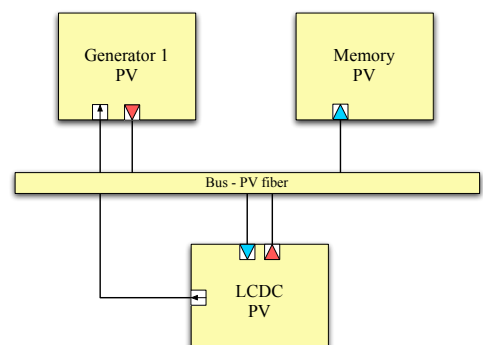 Generator 1
PV
Memory
PV
Bus - PV fiber
LCDC
PV